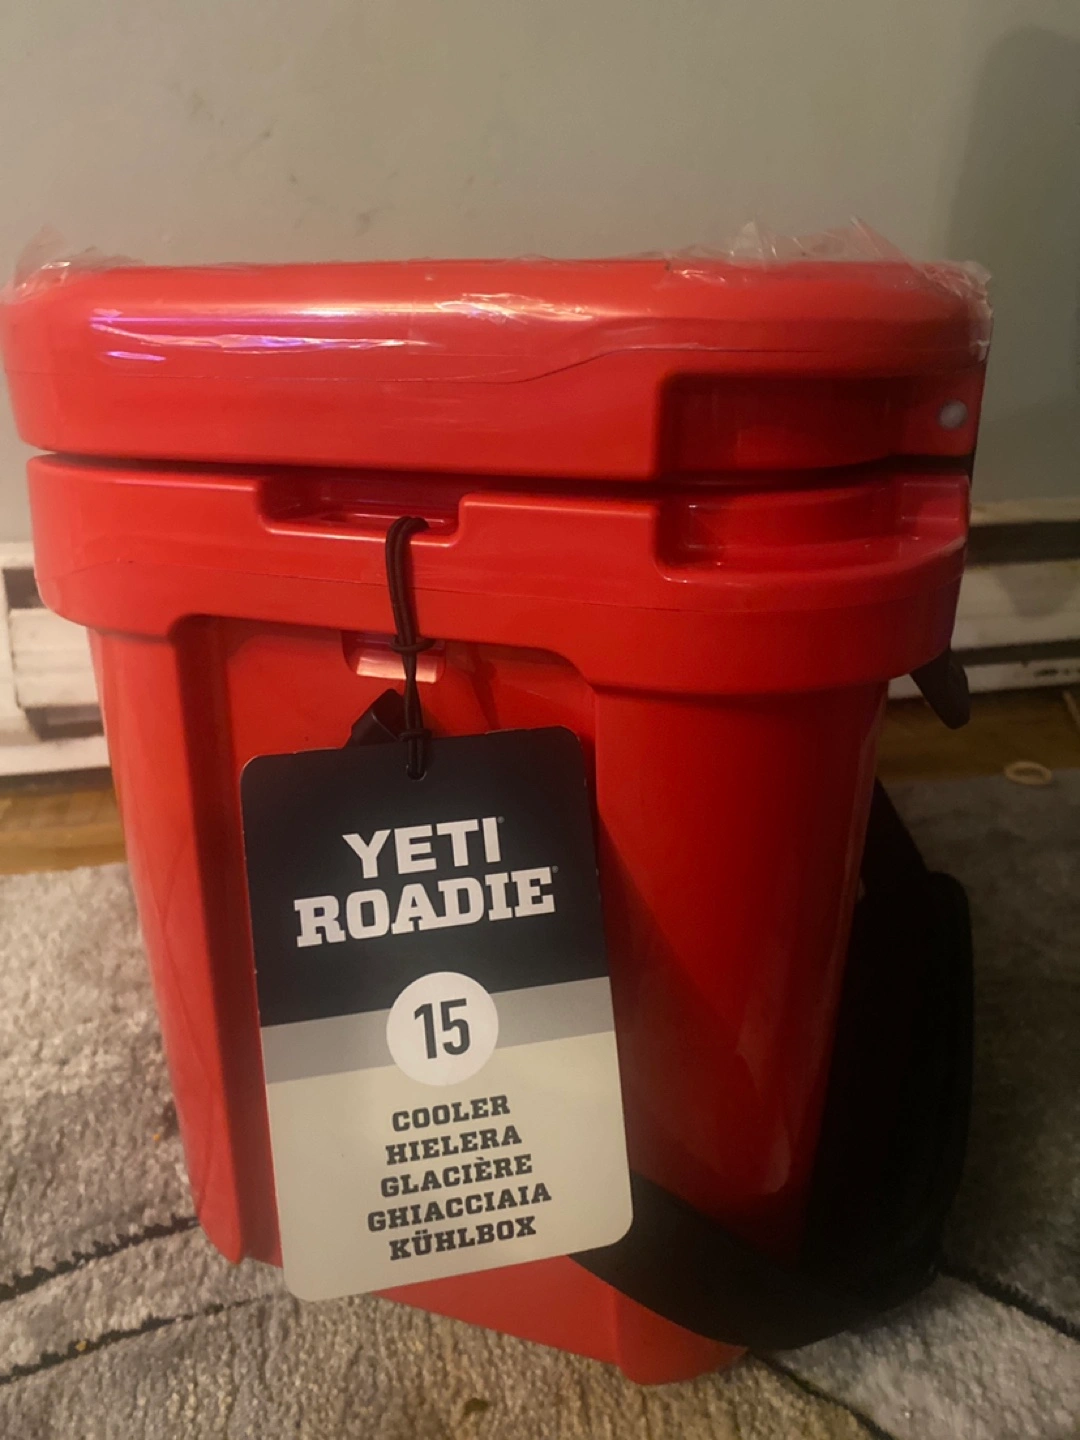 YETI
ROADIE
15
COOLER
HIELERA
GLACIÈRE
GHIACCIAIA
KÜHLBOX